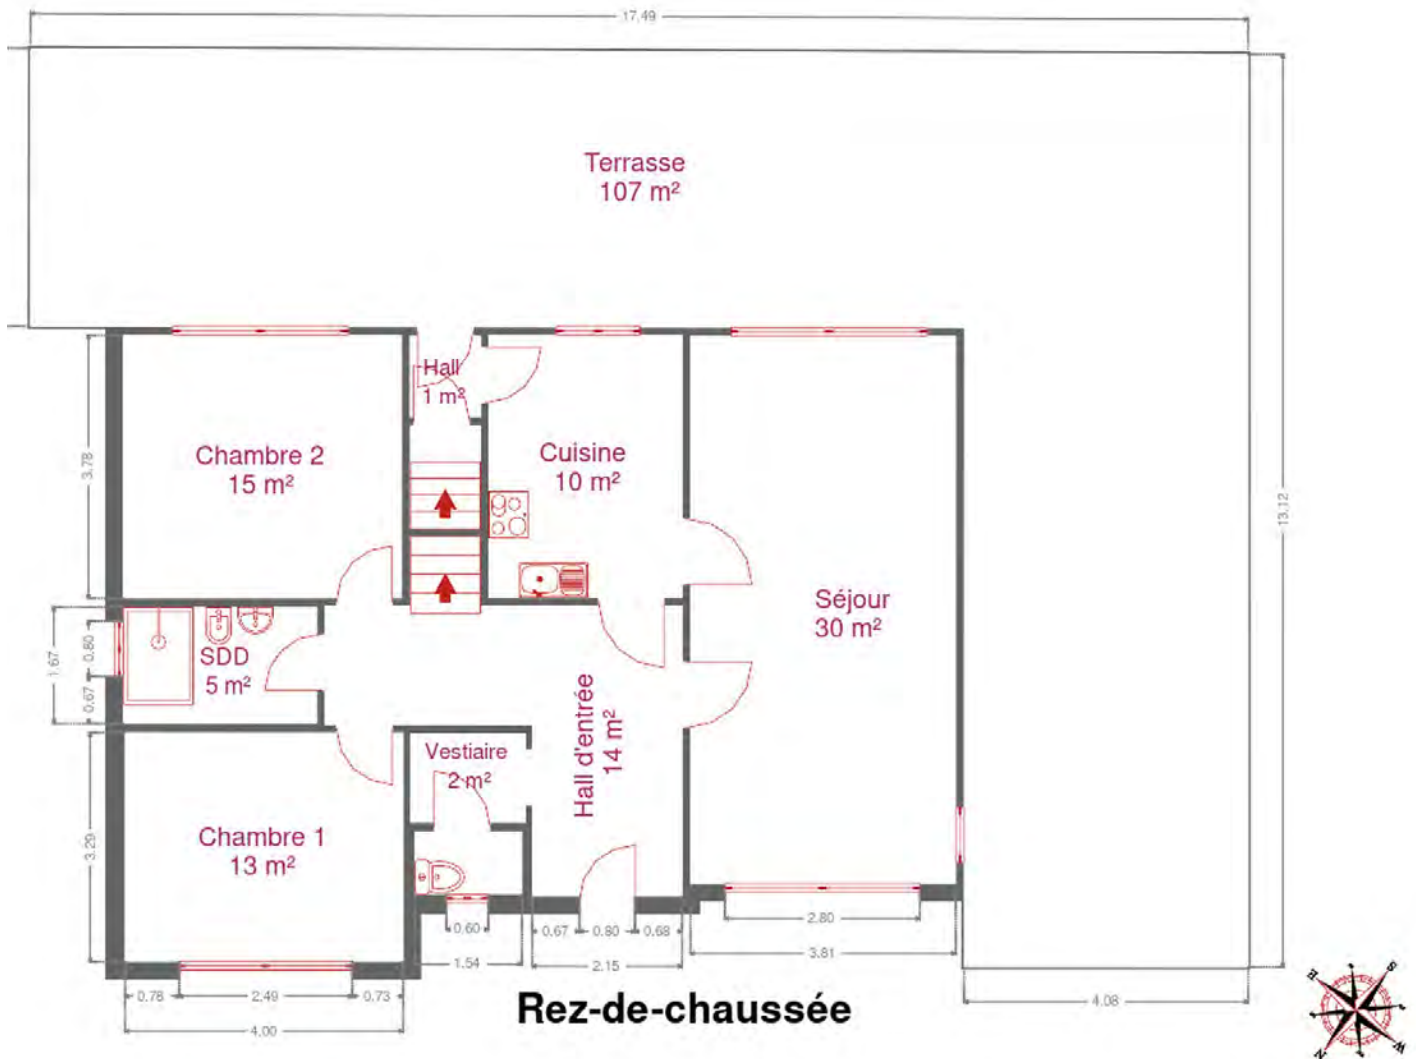 17.49
Terrasse
107 m²
13.12
Hall
1 m²
Chambre 2
15 m²
Cuisine
10 m²
3.78
Séjour
30 m²
SDD
5 m²
1.67
0.80
0.67
Hall d'entrée
14 m²
Vestiaire
2 m²
Chambre 1
13 m²
3.29
0.60
1.54
0.67
0.80
0.68
2.15
2.80
3.81
0.78
2.49
0.73
4.00
4.08
Rez-de-chaussée
S
E
W
N